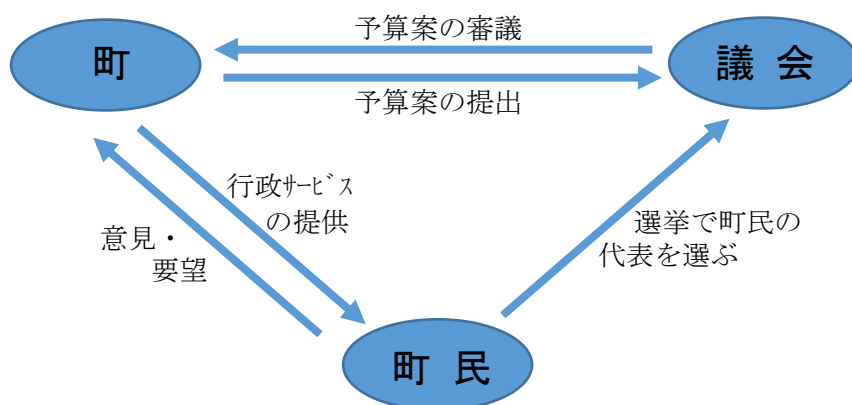 予算案の審議
町
議 会
予算案の提出
行政ｻｰﾋﾞｽ
の提供
意見・
要望
選挙で町民の
代表を選ぶ
町 民